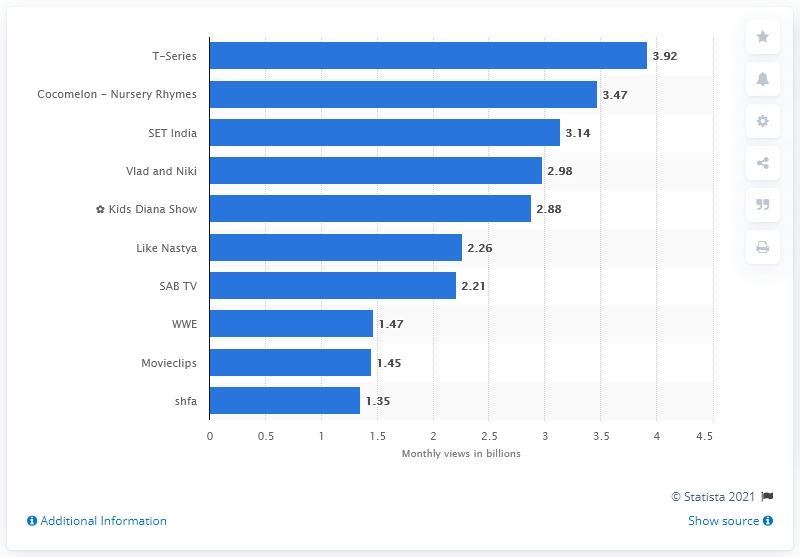 T-Series 3.92
Cocomelon – Nursery Rhymes 3.47
SET India 3.14
Vlad and Niki 2.98
✿ Kids Diana Show 2.88
Like Nastya 2.26
SAB TV 2.21
WWE 1.47
Movieclips 1.45
shfa 1.35
0 0.5 1 1.5 2 2.5 3 3.5 4 4.5
Monthly views in billions
© Statista 2021
Additional Information Show source